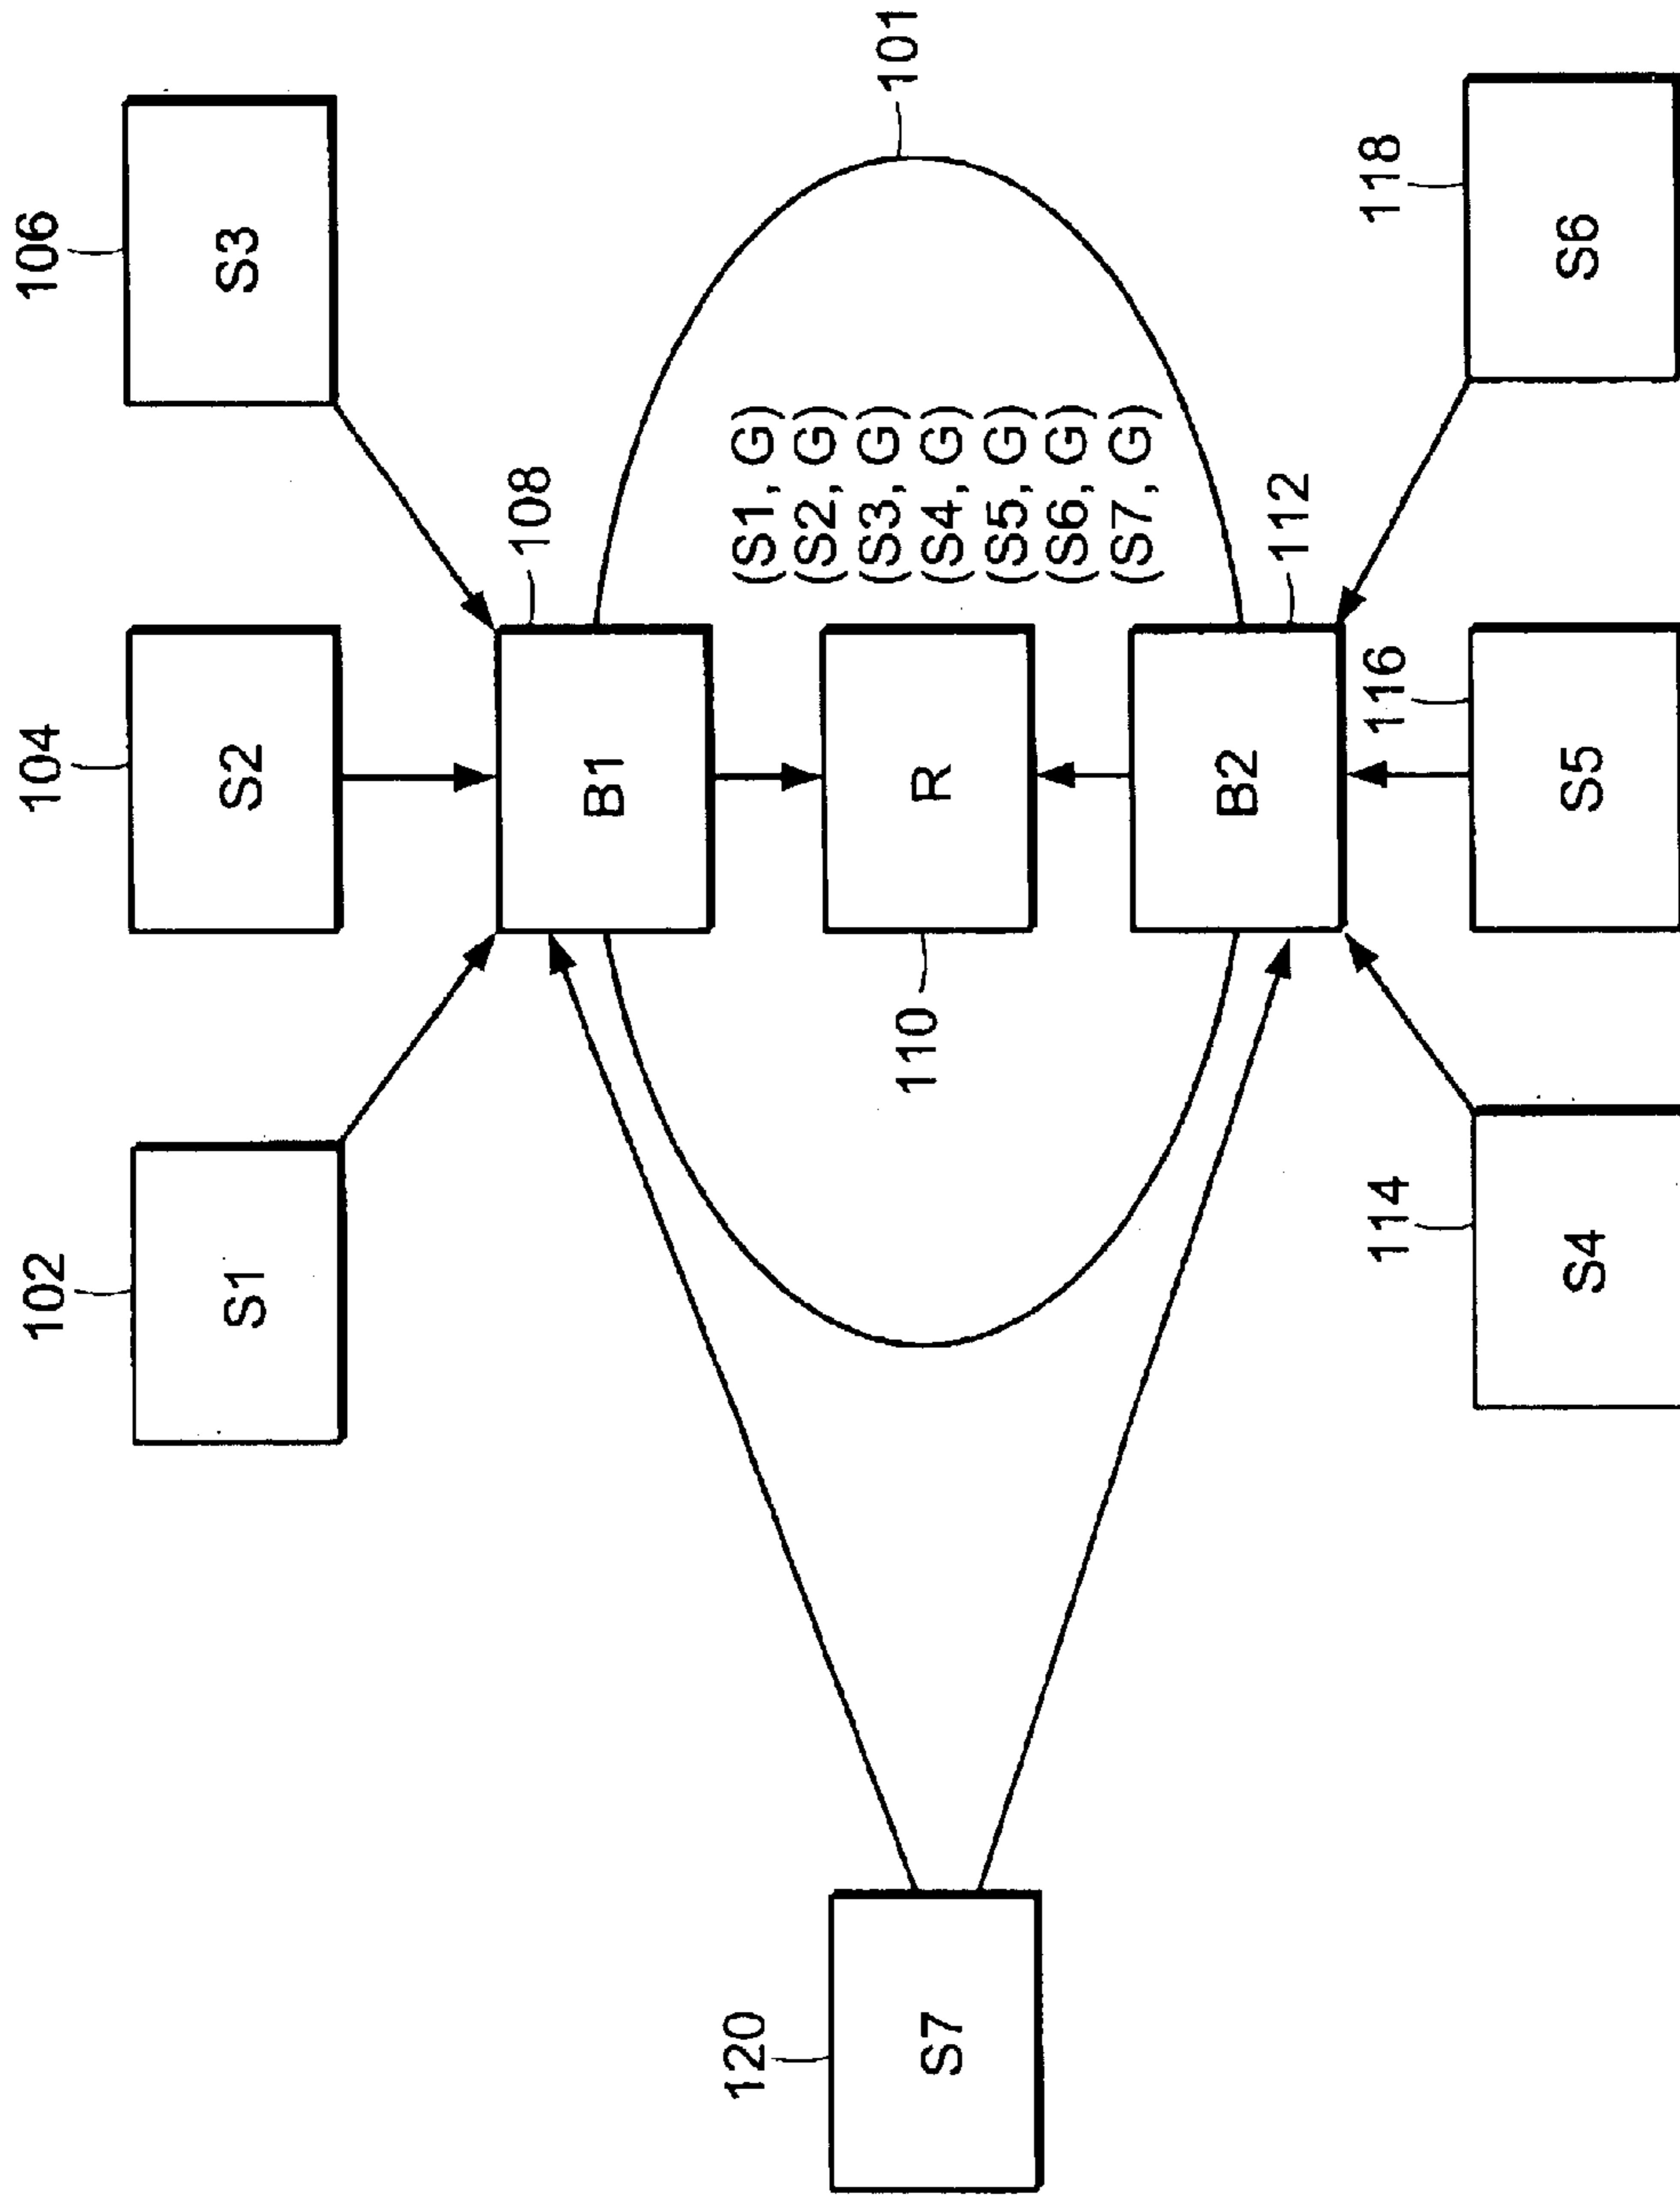 102
104
106
S1
S2
S3
108
B1
120
(S1, G)
(S2, G)
(S3, G)
(S4, G)
(S5, G)
(S6, G)
(S7, G)
101
110
S7
R
B2
112
114
116
118
S4
S5
S6